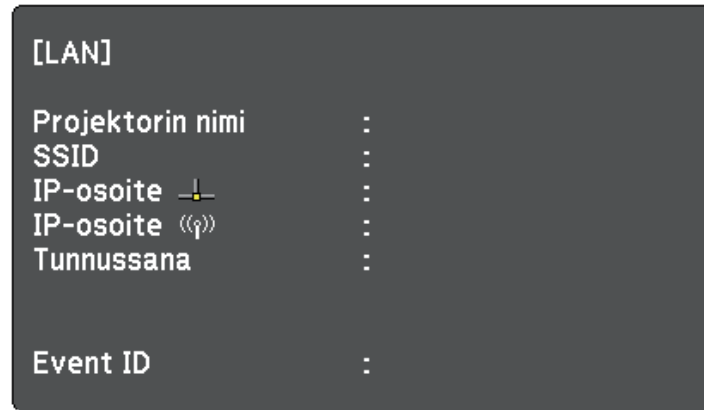 [LAN]
Projektorin nimi :
SSID :
IP-osoite :
IP-osoite :
Tunnussana :
Event ID :